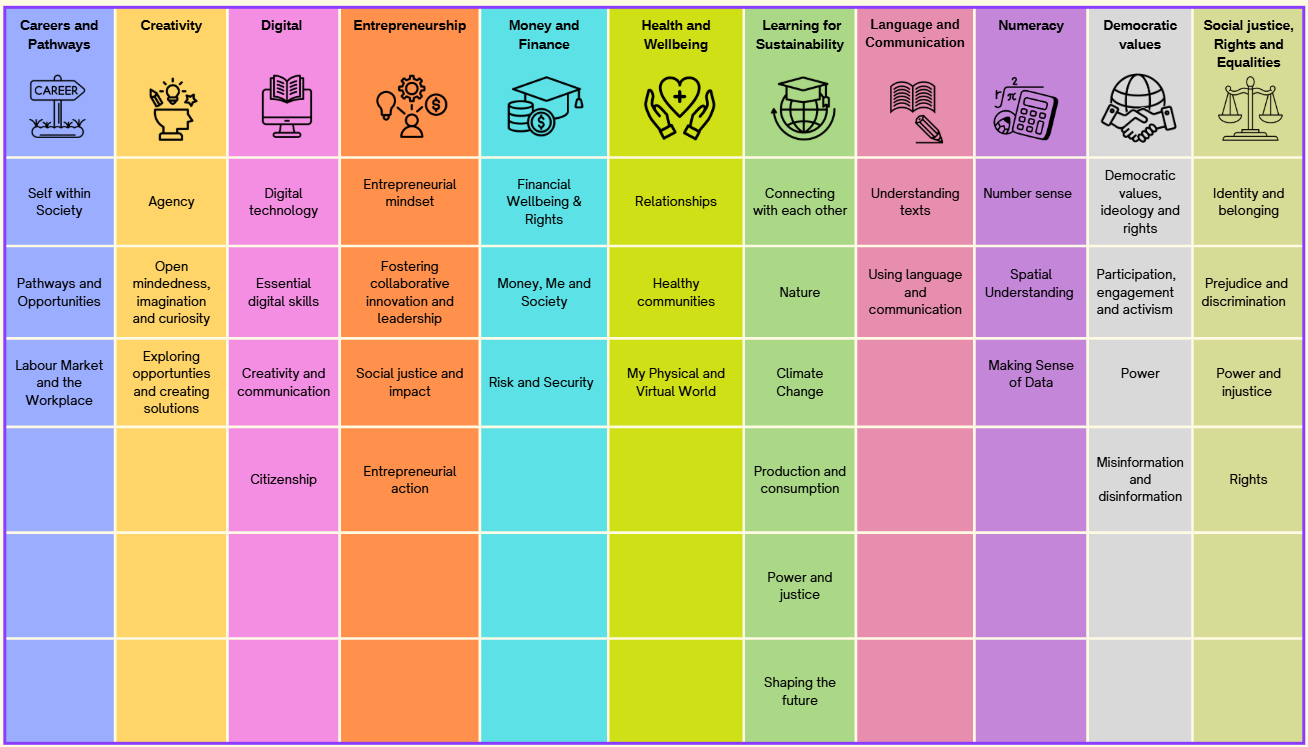 Careers and
Pathways
Creativity
Digital
Entrepreneurship
Money and
Finance
Health and
Wellbeing
Learning for
Sustainability
Language and
Communication
Numeracy
Democratic
values
Social justice,
Rights and
Equalities
CAREER
2
r
π
Self within
Society
Agency
Digital
technology
Entrepreneurial
mindset
Financial
Wellbeing &
Rights
Relationships
Connecting
with each other
Understanding
texts
Number sense
Democratic
values,
ideology and
rights
Identity and
belonging
Pathways and
Opportunities
Open
mindedness,
imagination
and curiosity
Essential
digital skills
Fostering
collaborative
innovation and
leadership
Money, Me and
Society
Healthy
communities
Nature
Using language
and
communication
Spatial
Understanding
Participation,
engagement
and activism
Prejudice and
discrimination
Labour Market
and the
Workplace
Exploring
opportunties
and creating
solutions
Creativity and
communication
Social justice and
impact
Risk and Security
My Physical and
Virtual World
Climate
Change
Making Sense
of Data
Power
Power and
injustice
Citizenship
Entrepreneurial
action
Production and
consumption
Misinformation
and
disinformation
Rights
Power and
justice
Shaping the
future